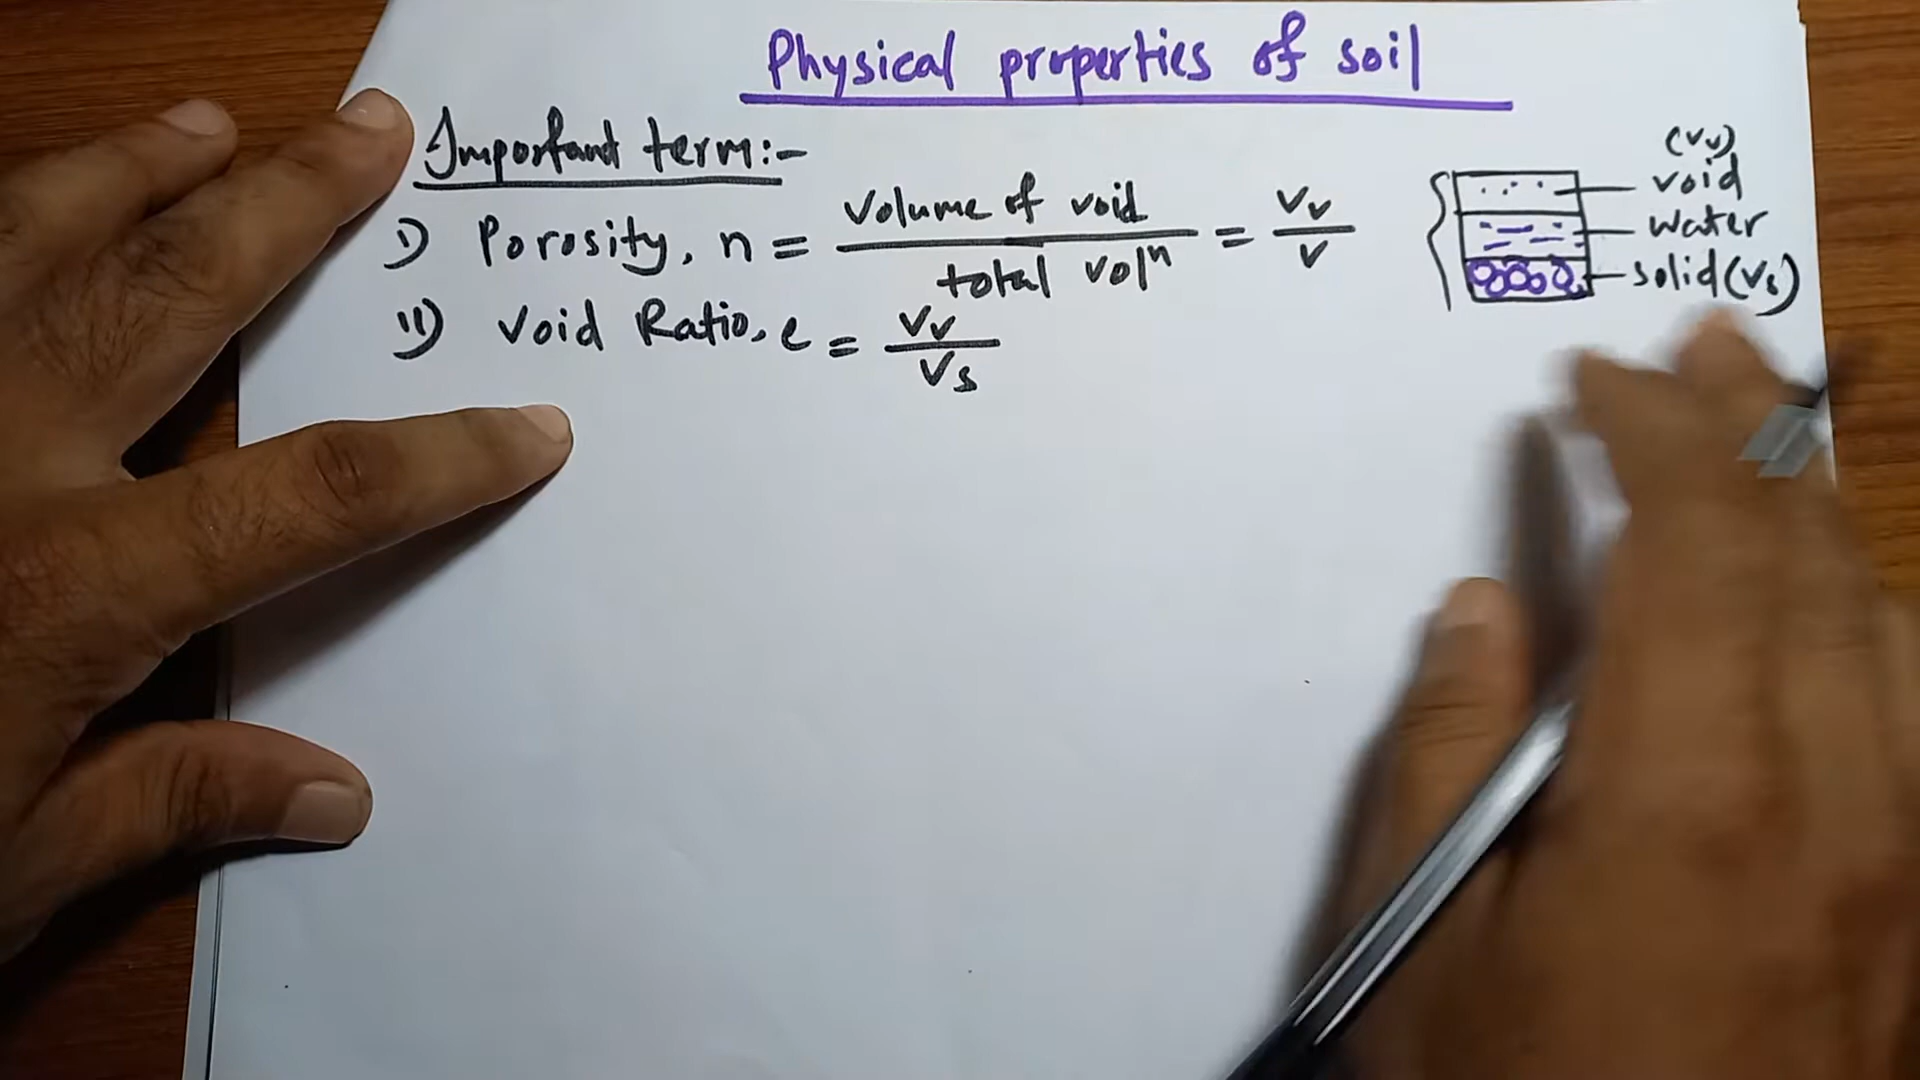 Physical properties of soil
Important term:-
i) Porosity, n = Volume of void / total volⁿ = Vv / V
ii) Void Ratio, e = Vv / Vs
(Vv)
void
water
solid (Vs)